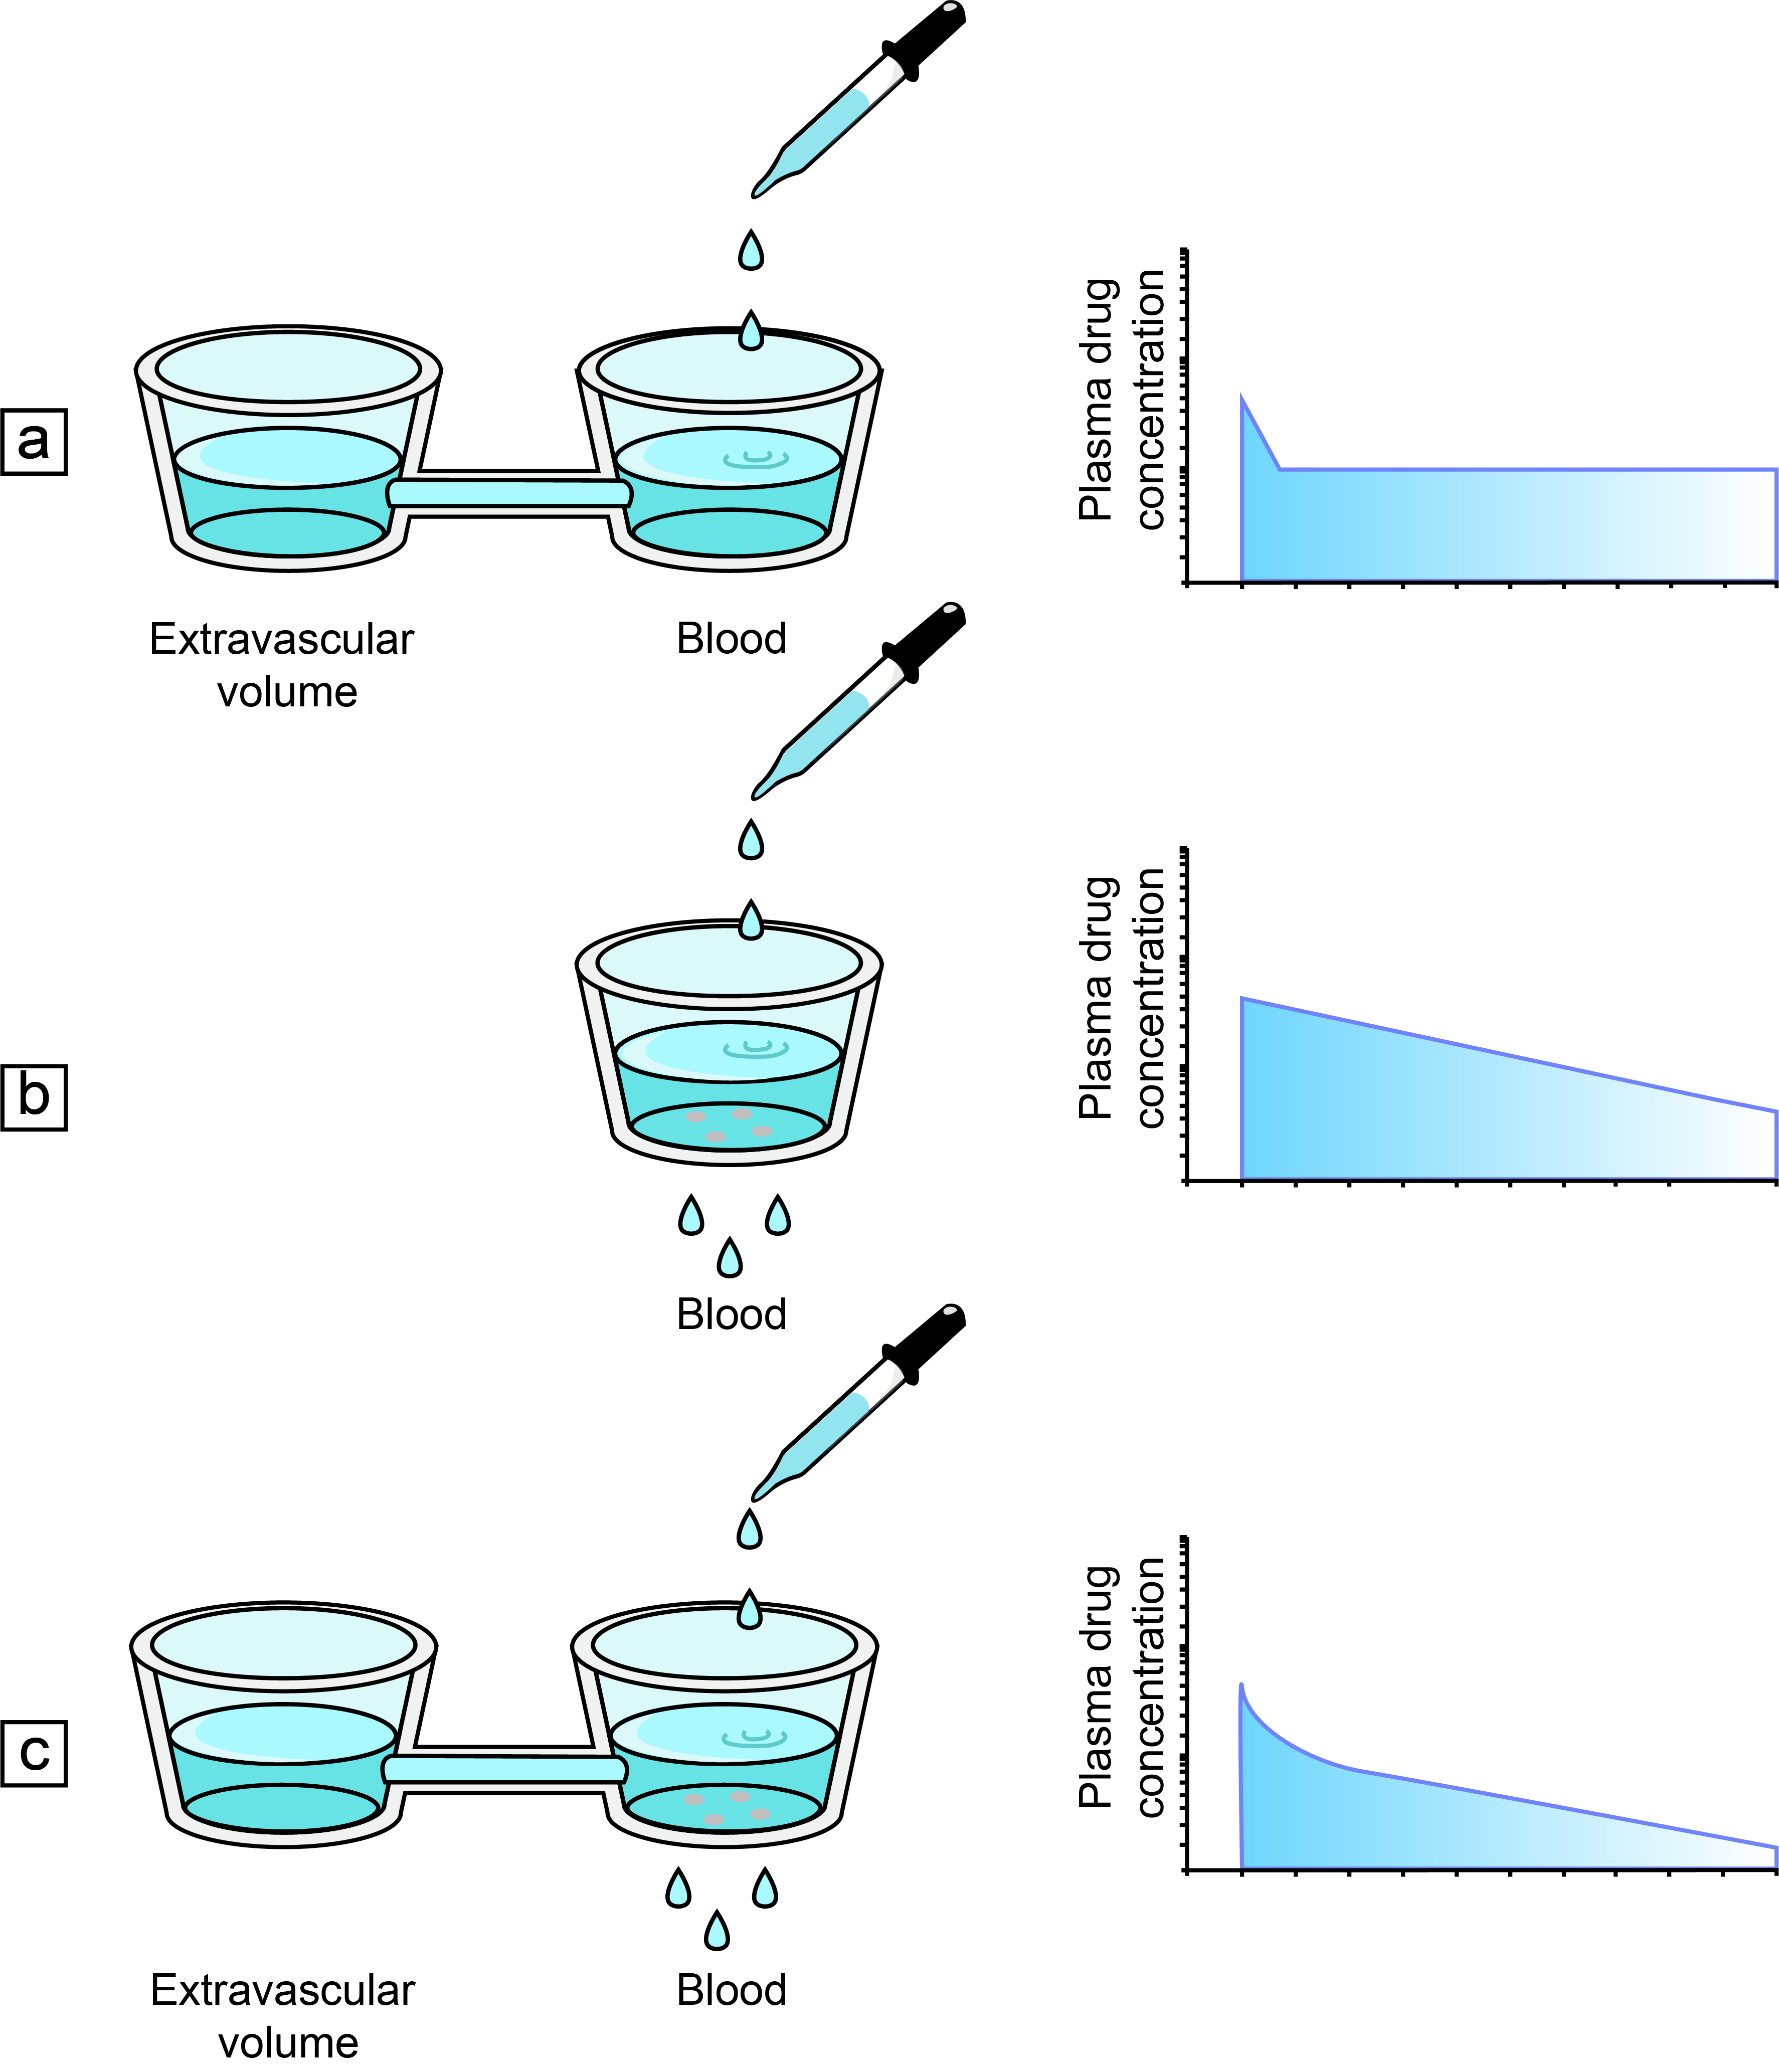 a
Plasma drug
concentration
Extravascular
volume
Blood
b
Plasma drug
concentration
Blood
c
Plasma drug
concentration
Extravascular
volume
Blood